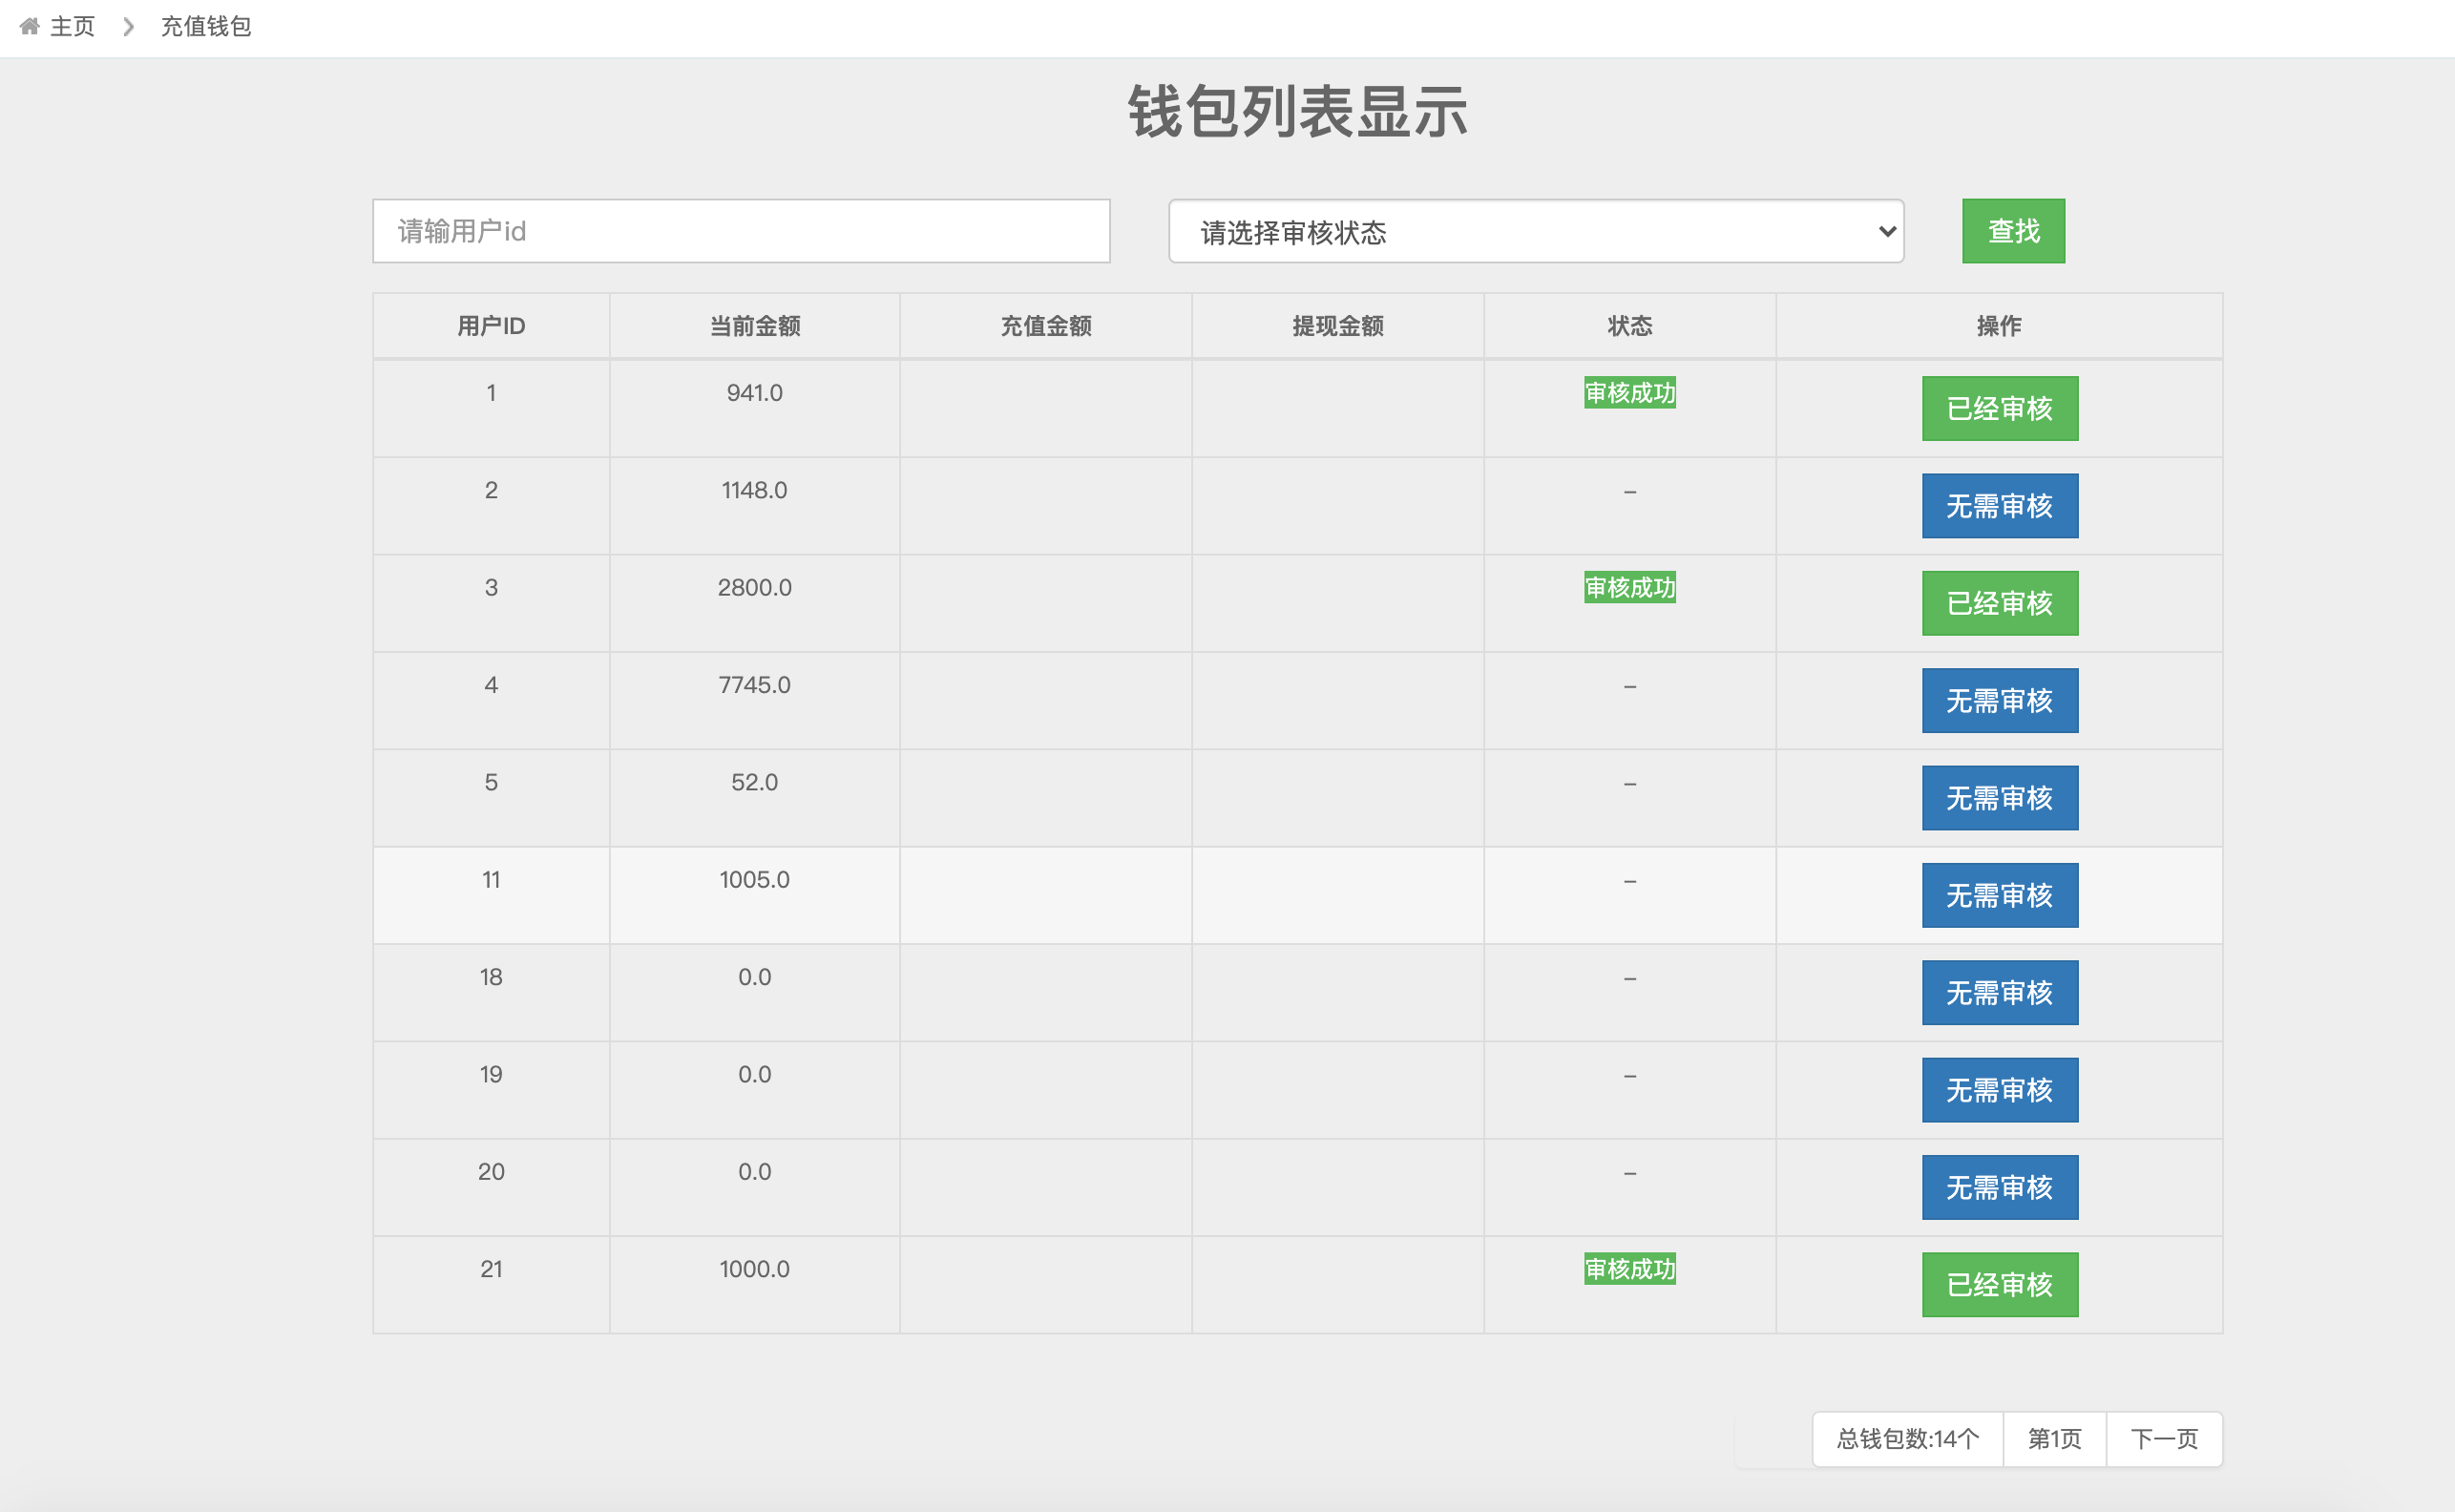 主页 充值钱包
钱包列表显示
请输用户id 请选择审核状态 查找
用户ID 当前金额 充值金额 提现金额 状态 操作
1 941.0 审核成功 已经审核
2 1148.0 – 无需审核
3 2800.0 审核成功 已经审核
4 7745.0 – 无需审核
5 52.0 – 无需审核
11 1005.0 – 无需审核
18 0.0 – 无需审核
19 0.0 – 无需审核
20 0.0 – 无需审核
21 1000.0 审核成功 已经审核
总钱包数:14个 第1页 下一页